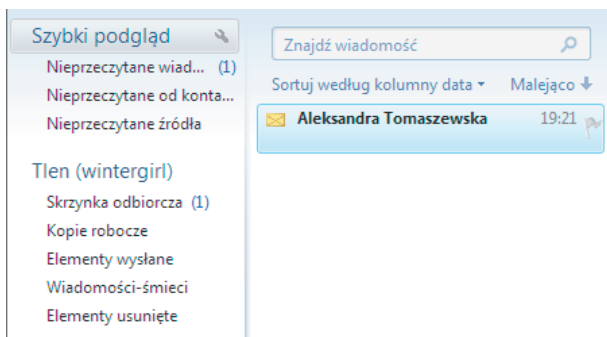 Szybki podgląd
Nieprzeczytane wiad... (1)
Nieprzeczytane od konta...
Nieprzeczytane źródła
Tlen (wintergirl)
Skrzynka odbiorcza (1)
Kopie robocze
Elementy wysłane
Wiadomości-śmieci
Elementy usunięte
Znajdź wiadomość
Sortuj według kolumny data Malejąco
Aleksandra Tomaszewska 19:21